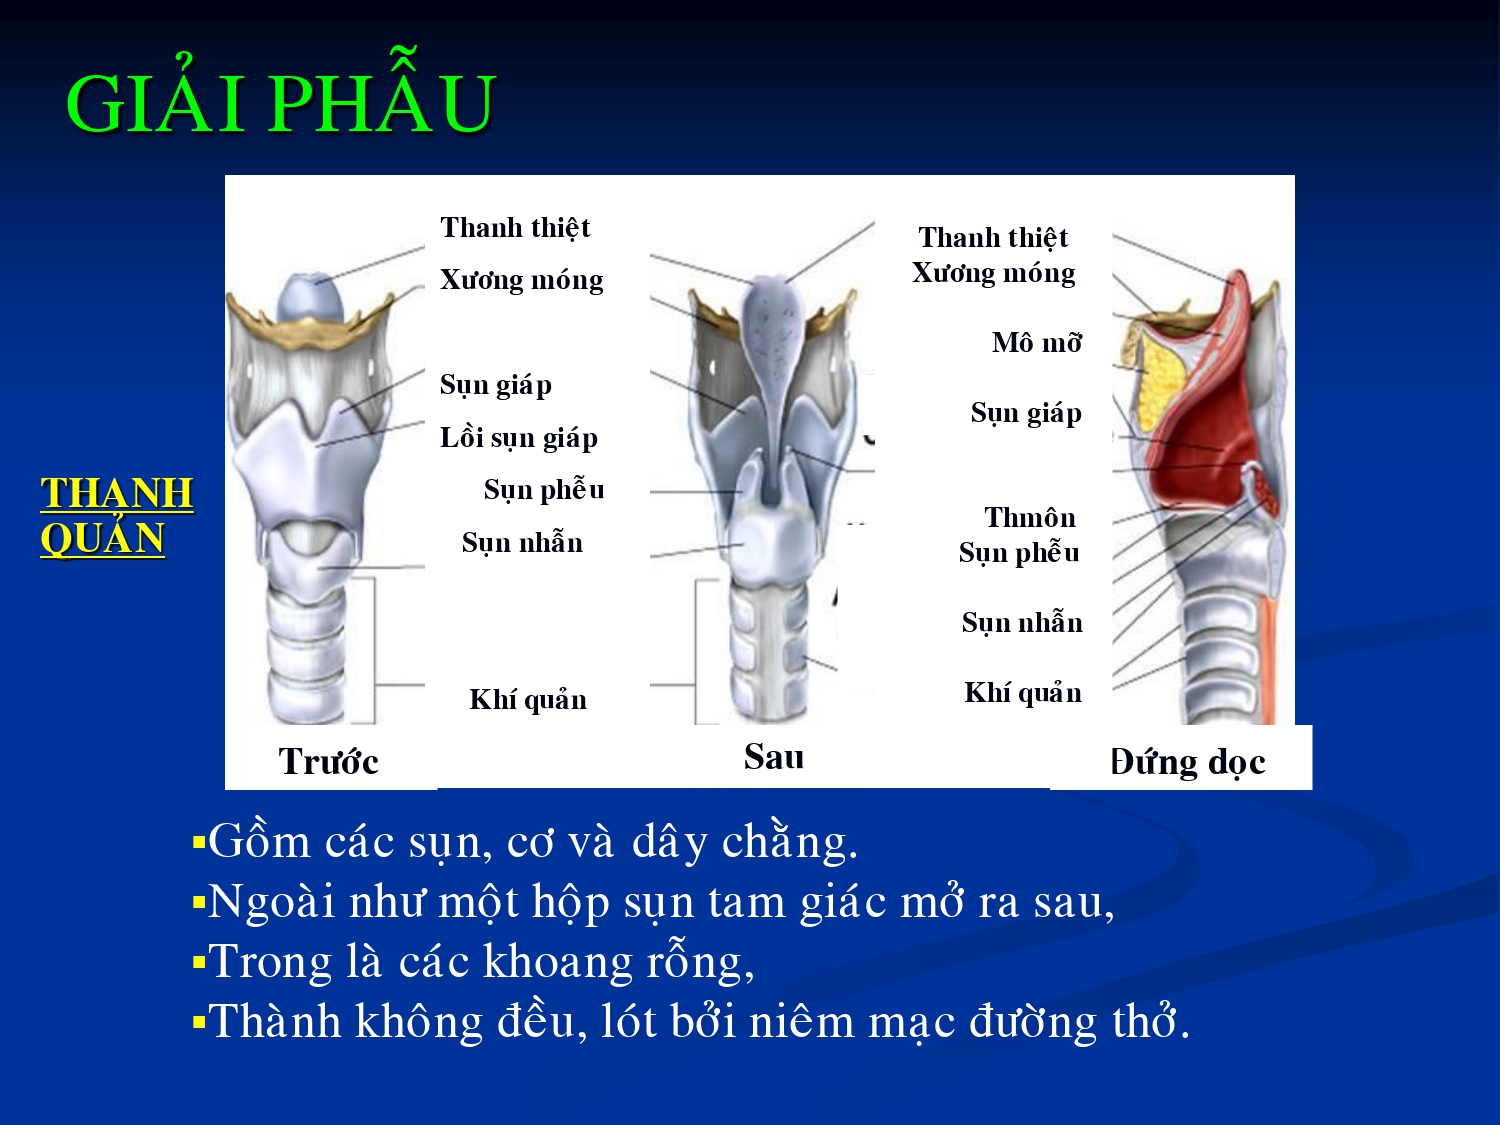 GIẢI PHẪU
Thanh thiệt
Xương móng
Sụn giáp
Lồi sụn giáp
Sụn phễu
Sụn nhẫn
Khí quản
Thanh thiệt
Xương móng
Mô mỡ
Sụn giáp
Thmôn
Sụn phễu
Sụn nhẫn
Khí quản
THANH
QUẢN
Trước
Sau
Đứng dọc
▪Gồm các sụn, cơ và dây chằng.
▪Ngoài như một hộp sụn tam giác mở ra sau,
▪Trong là các khoang rỗng,
▪Thành không đều, lót bởi niêm mạc đường thở.